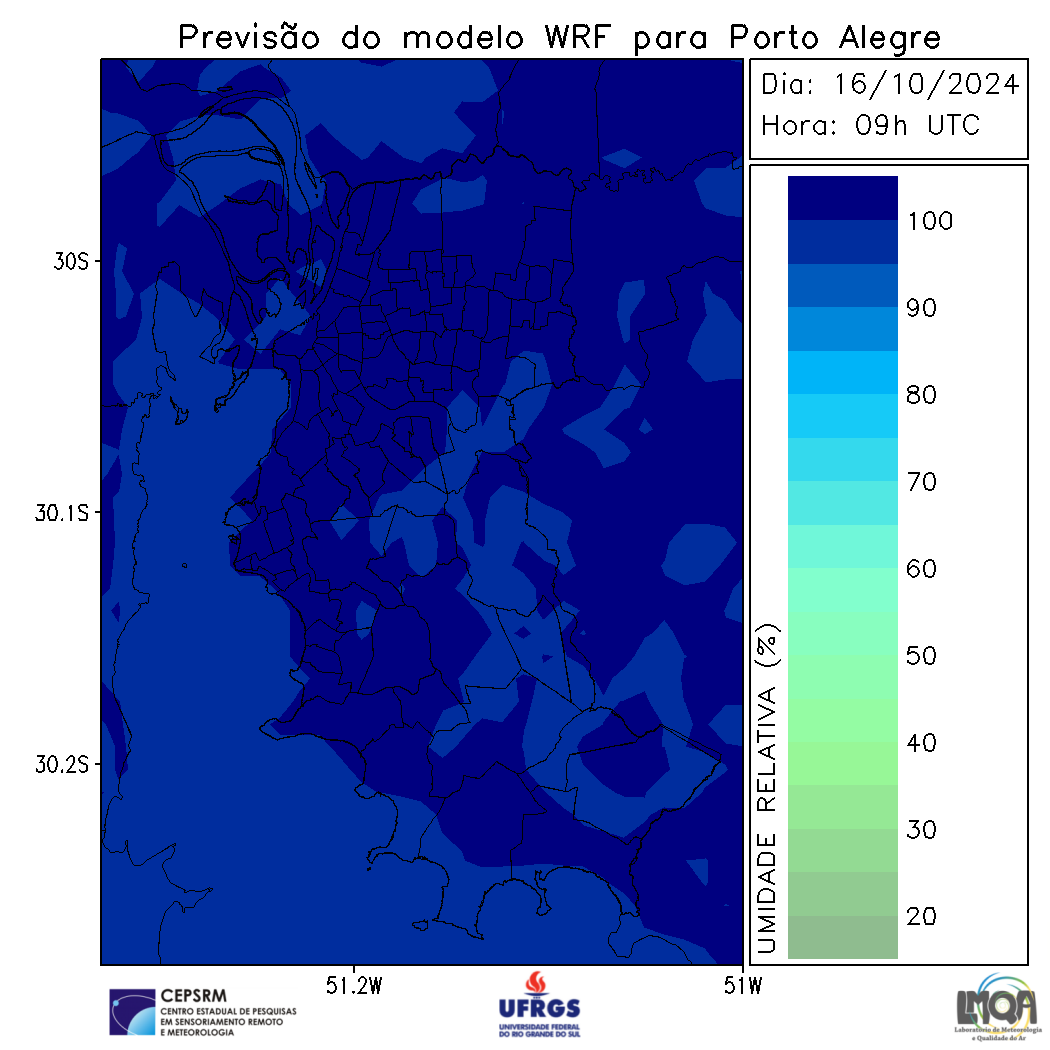 Previsão do modelo WRF para Porto Alegre
Dia: 16/10/2024
Hora: 09h UTC
100
90
80
70
60
50
40
30
20
UMIDADE RELATIVA (%)
30S
30.1S
30.2S
51.2W
51W
CEPSRM
CENTRO ESTADUAL DE PESQUISAS
EM SENSORIAMENTO REMOTO
E METEOROLOGIA
UFRGS
UNIVERSIDADE FEDERAL
DO RIO GRANDE DO SUL
LMQA
Laboratório de Meteorologia
e Qualidade do Ar